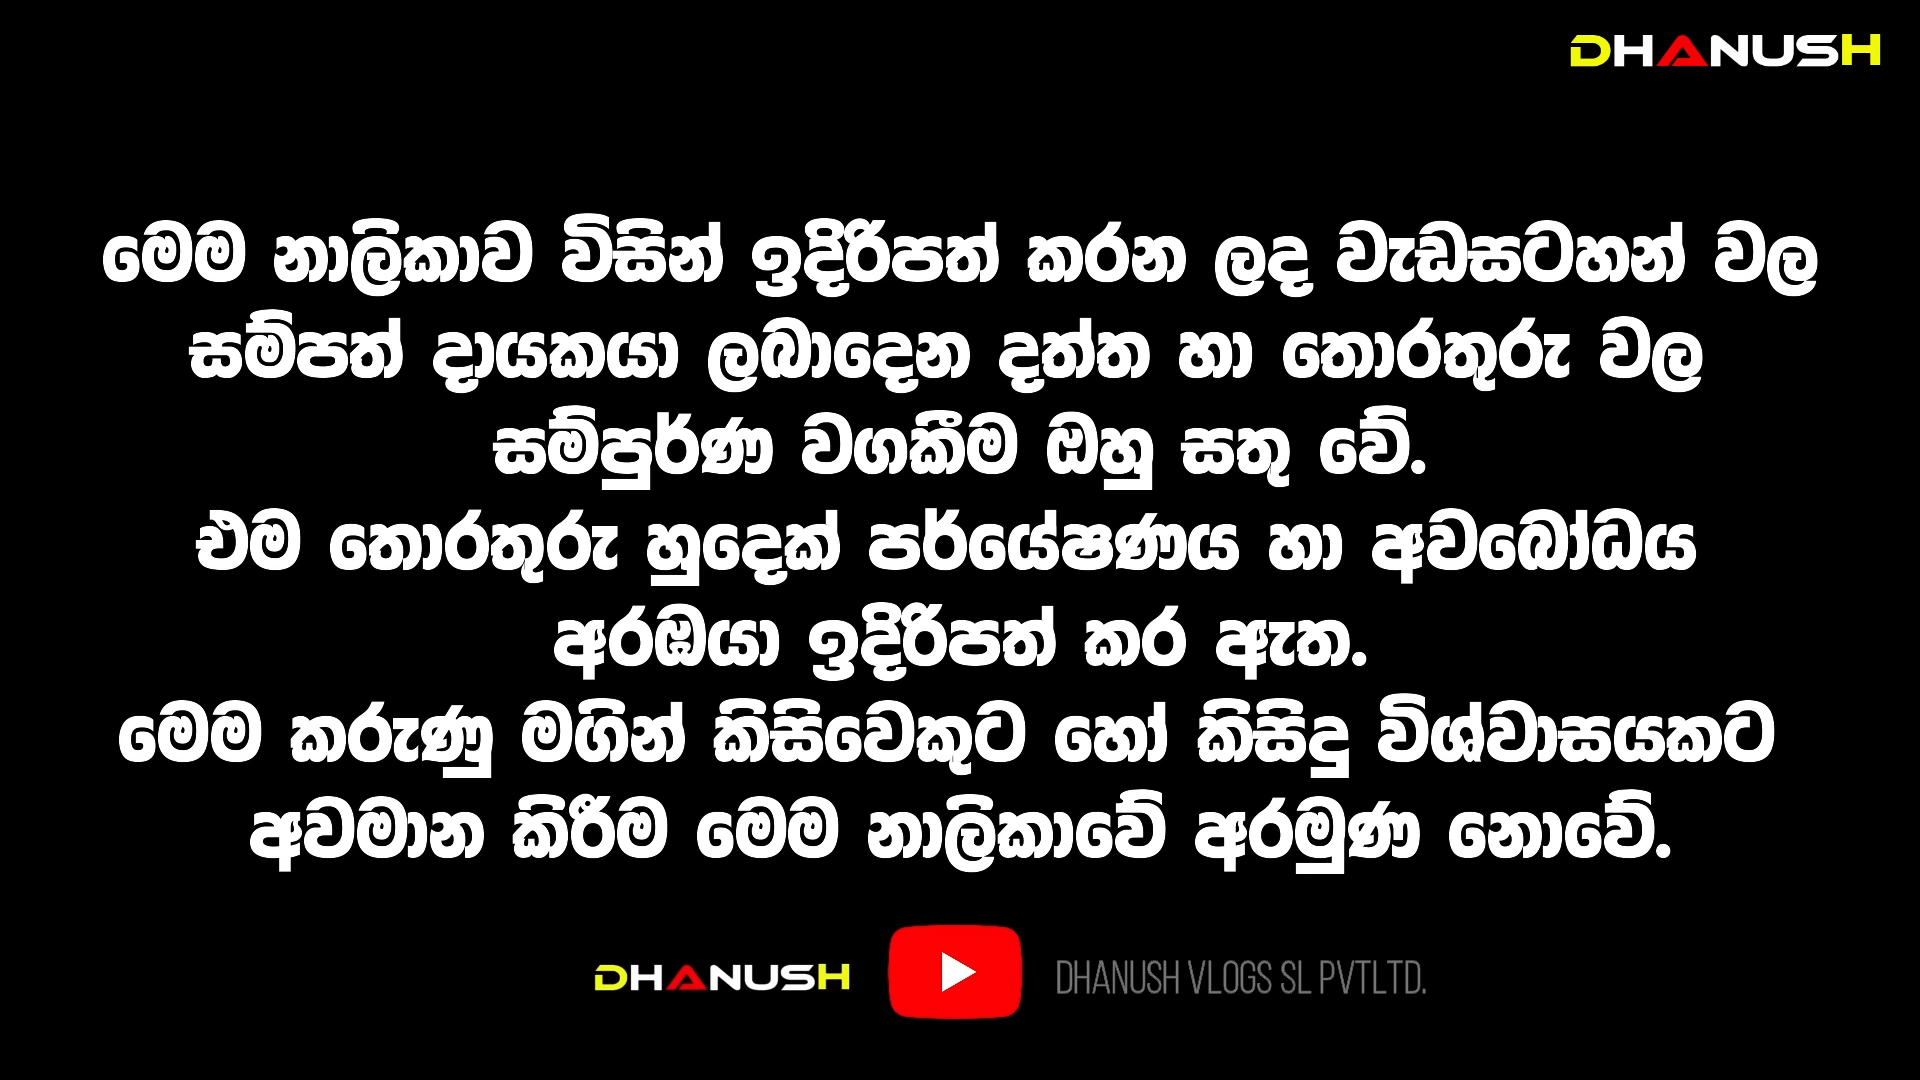 DHANUSH
මෙම නාලිකාව විසින් ඉදිරිපත් කරන ලද වැඩසටහන් වල
සම්පත් දායකයා ලබාදෙන දත්ත හා තොරතුරු වල
සම්පුර්ණ වගකීම ඔහු සතු වේ.
එම තොරතුරු හුදෙක් පර්යේෂණය හා අවබෝධය
අරඹයා ඉදිරිපත් කර ඇත.
මෙම කරුණු මගින් කිසිවෙකුට හෝ කිසිදු විශ්වාසයකට
අවමාන කිරීම මෙම නාලිකාවේ අරමුණ නොවේ.
DHANUSH DHANUSH VLOGS SL PVTLTD.